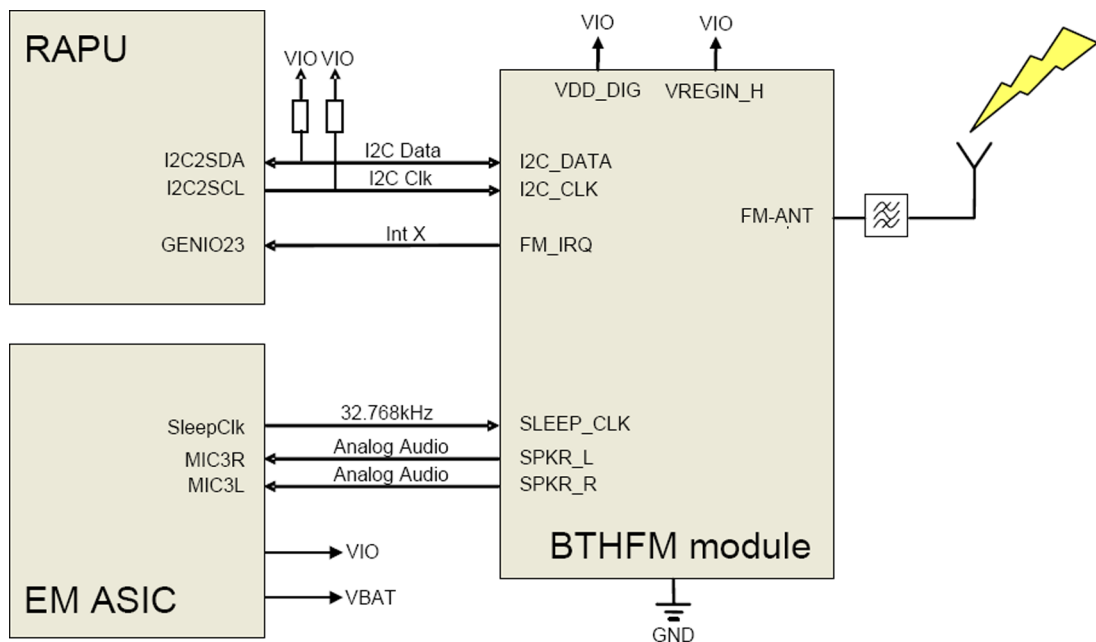 RAPU
VIO
VIO
VIO
VIO
VDD_DIG
VREGIN_H
I2C2SDA
I2C Data
I2C_DATA
I2C2SCL
I2C Clk
I2C_CLK
GENIO23
Int X
FM_IRQ
FM-ANT
SleepClk
32.768kHz
SLEEP_CLK
MIC3R
Analog Audio
SPKR_L
MIC3L
Analog Audio
SPKR_R
VIO
VBAT
EM ASIC
BTHFM module
GND